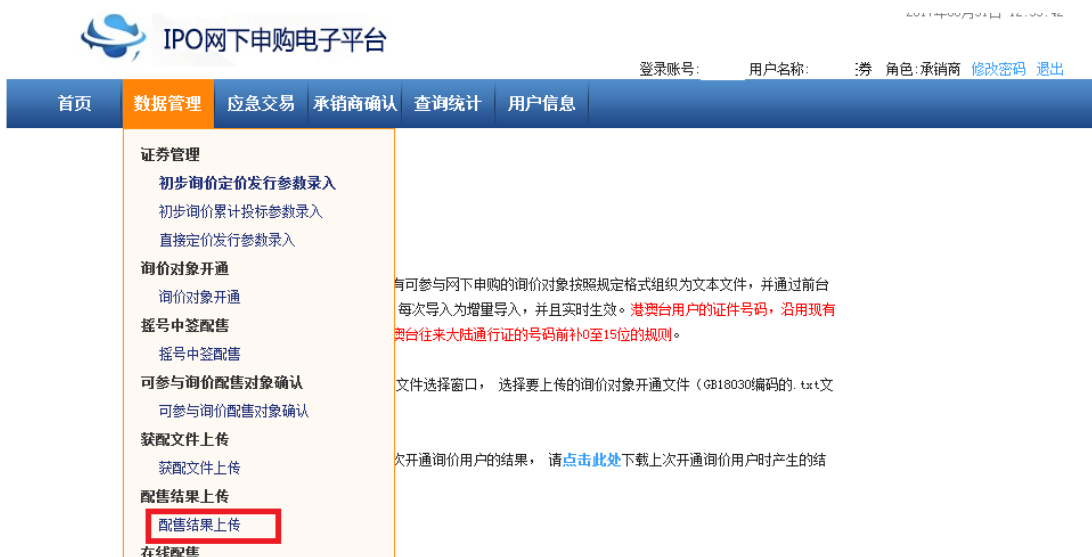 IPO网下申购电子平台
登录账号: 用户名称: 券 角色:承销商 修改密码 退出
首页 数据管理 应急交易 承销商确认 查询统计 用户信息
证券管理
初步询价定价发行参数录入
初步询价累计投标参数录入
直接定价发行参数录入
询价对象开通
有可参与网下申购的询价对象按照规定格式组织为文本文件，并通过前台
询价对象开通
每次导入为增量导入，并且实时生效。港澳台用户的证件号码，沿用现有
摇号中签配售
澳台往来大陆通行证的号码前补0至15位的规则。
摇号中签配售
可参与询价配售对象确认
文件选择窗口， 选择要上传的询价对象开通文件（GB18030编码的.txt文
可参与询价配售对象确认
获配文件上传
次开通询价用户的结果， 请点击此处下载上次开通询价用户时产生的结
获配文件上传
配售结果上传
配售结果上传
在线配售